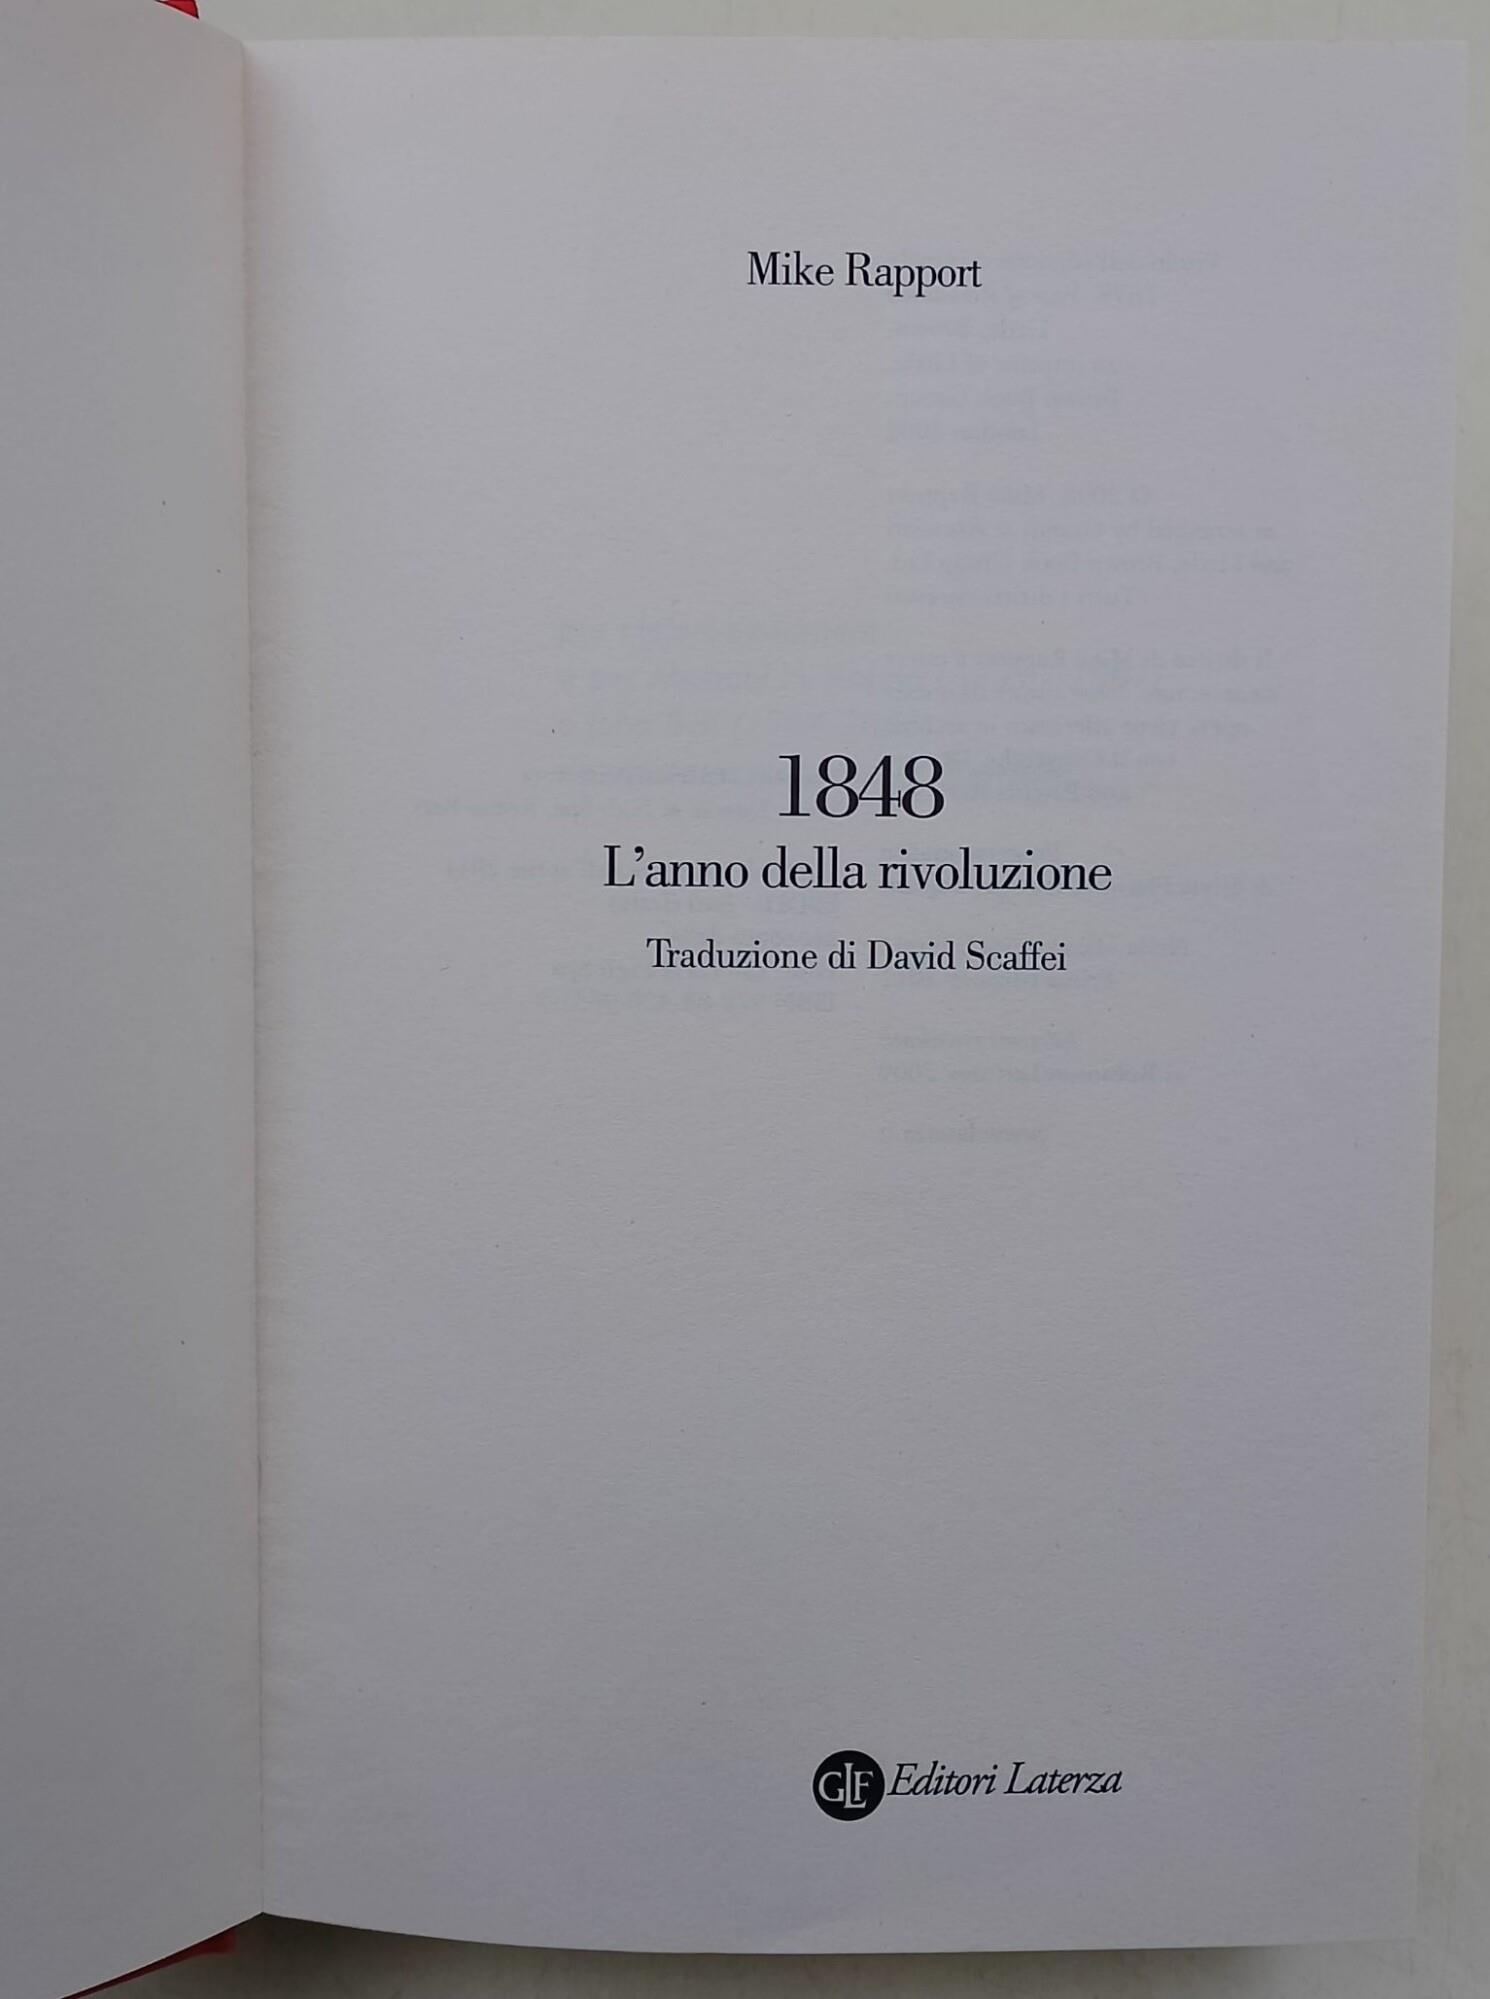 Mike Rapport
1848
L'anno della rivoluzione
Traduzione di David Scaffei
GLF Editori Laterza